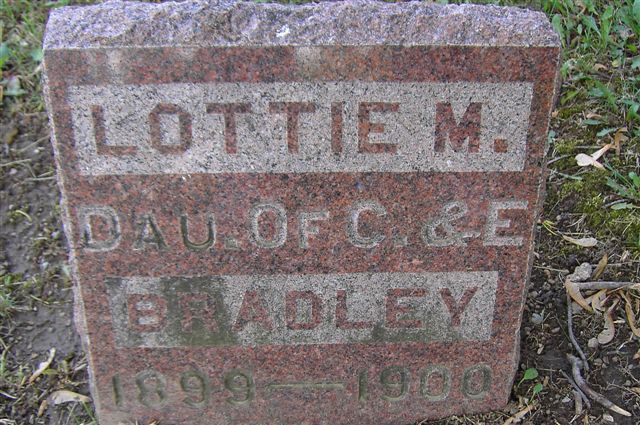 LOTTIE M.
DAU. OF C. & E
BRADLEY
1899—1900